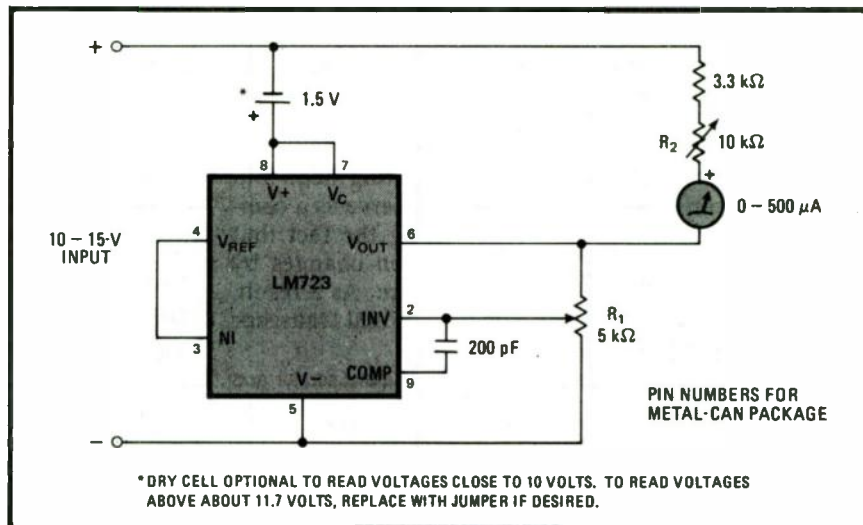 +
*
1.5 V
+
3.3 kΩ
R2
10 kΩ
+
0 – 500 µA
8
7
V+
VC
10 – 15-V
INPUT
4
VREF
VOUT
6
LM723
INV
2
R1
5 kΩ
3
NI
200 pF
V–
COMP
9
5
PIN NUMBERS FOR
METAL-CAN PACKAGE
–
*DRY CELL OPTIONAL TO READ VOLTAGES CLOSE TO 10 VOLTS. TO READ VOLTAGES
ABOVE ABOUT 11.7 VOLTS, REPLACE WITH JUMPER IF DESIRED.